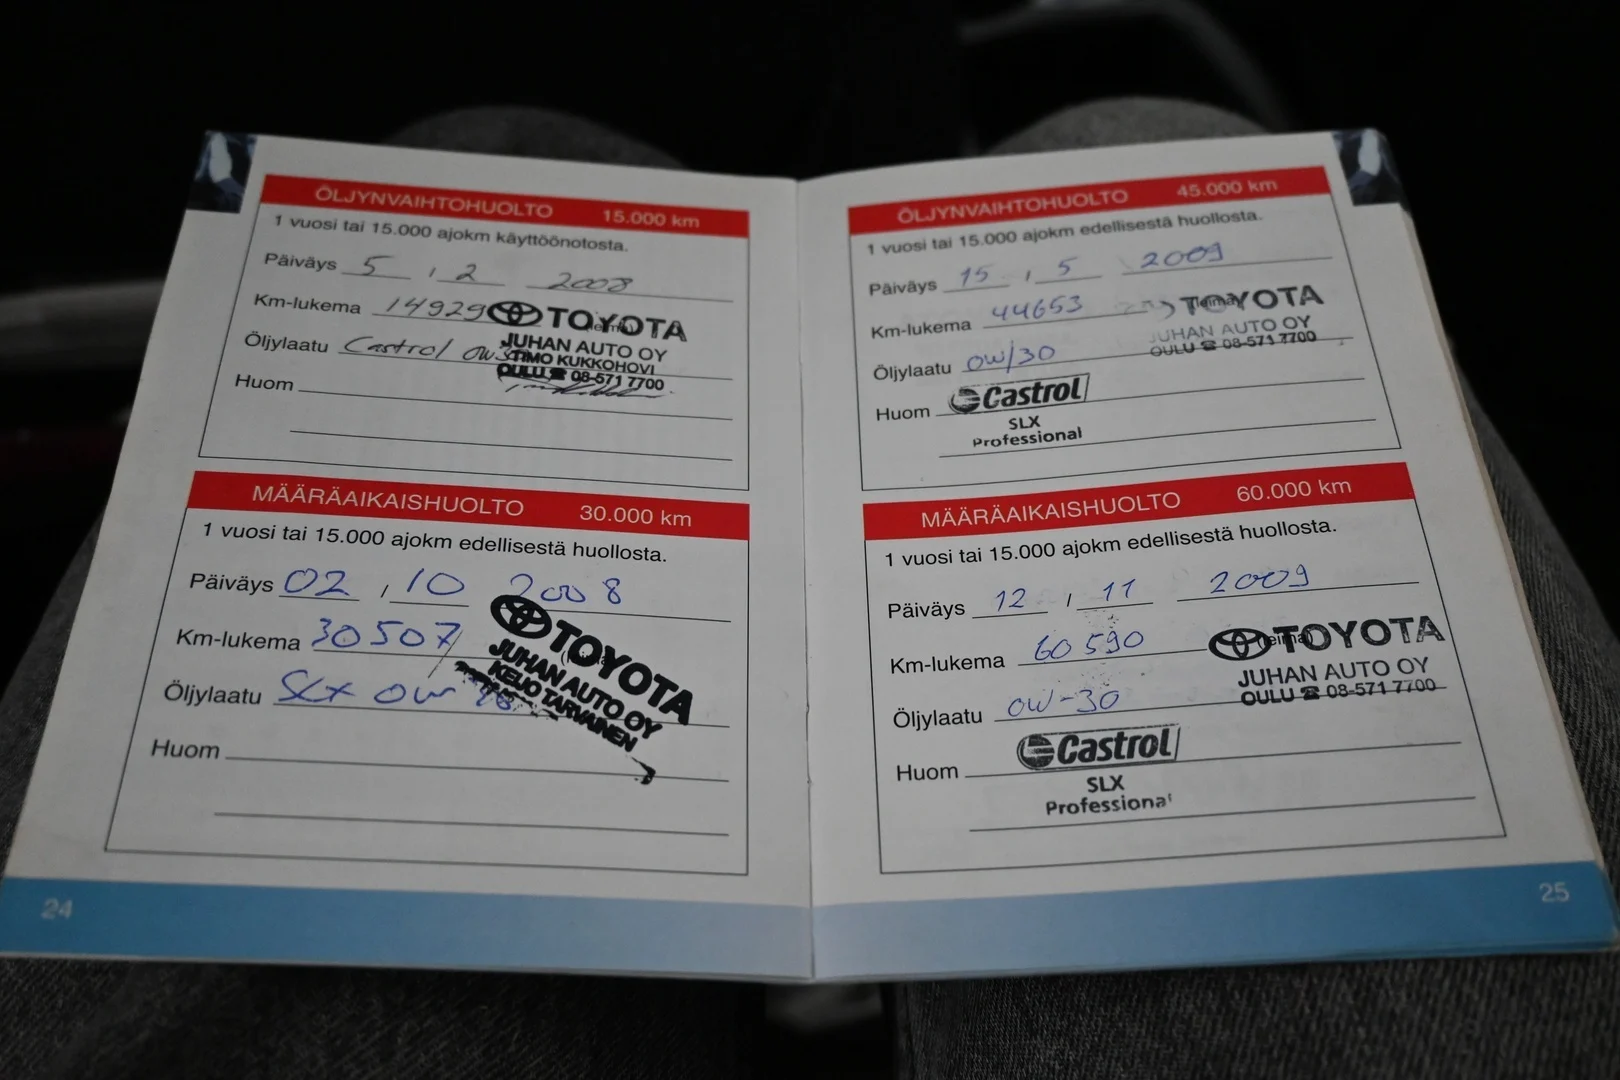 ÖLJYNVAIHTOHUOLTO 15.000 km
1 vuosi tai 15.000 ajokm käyttöönotosta.
Päiväys 5 , 2 2008
Km-lukema 14929
TOYOTA
Öljylaatu Castrol 0w
JUHAN AUTO OY
TIMO KUKKOHOVI
OULU ☎ 08-571 7700
Huom
MÄÄRÄAIKAISHUOLTO 30.000 km
1 vuosi tai 15.000 ajokm edellisestä huollosta.
Päiväys 02 , 10 2008
Km-lukema 30507
TOYOTA
Öljylaatu SLX 0w
JUHAN AUTO OY
KEIJO TARVAINEN
Huom
24
ÖLJYNVAIHTOHUOLTO 45.000 km
1 vuosi tai 15.000 ajokm edellisestä huollosta.
Päiväys 15 , 5 2009
Km-lukema 44653 (leima)
TOYOTA
JUHAN AUTO OY
OULU ☎ 08-571 7700
Öljylaatu 0W/30
Huom Castrol
SLX
Professional
MÄÄRÄAIKAISHUOLTO 60.000 km
1 vuosi tai 15.000 ajokm edellisestä huollosta.
Päiväys 12 , 11 2009
Km-lukema 60590 (leima)
TOYOTA
JUHAN AUTO OY
OULU ☎ 08-571 7700
Öljylaatu 0W-30
Huom Castrol
SLX
Professional
25